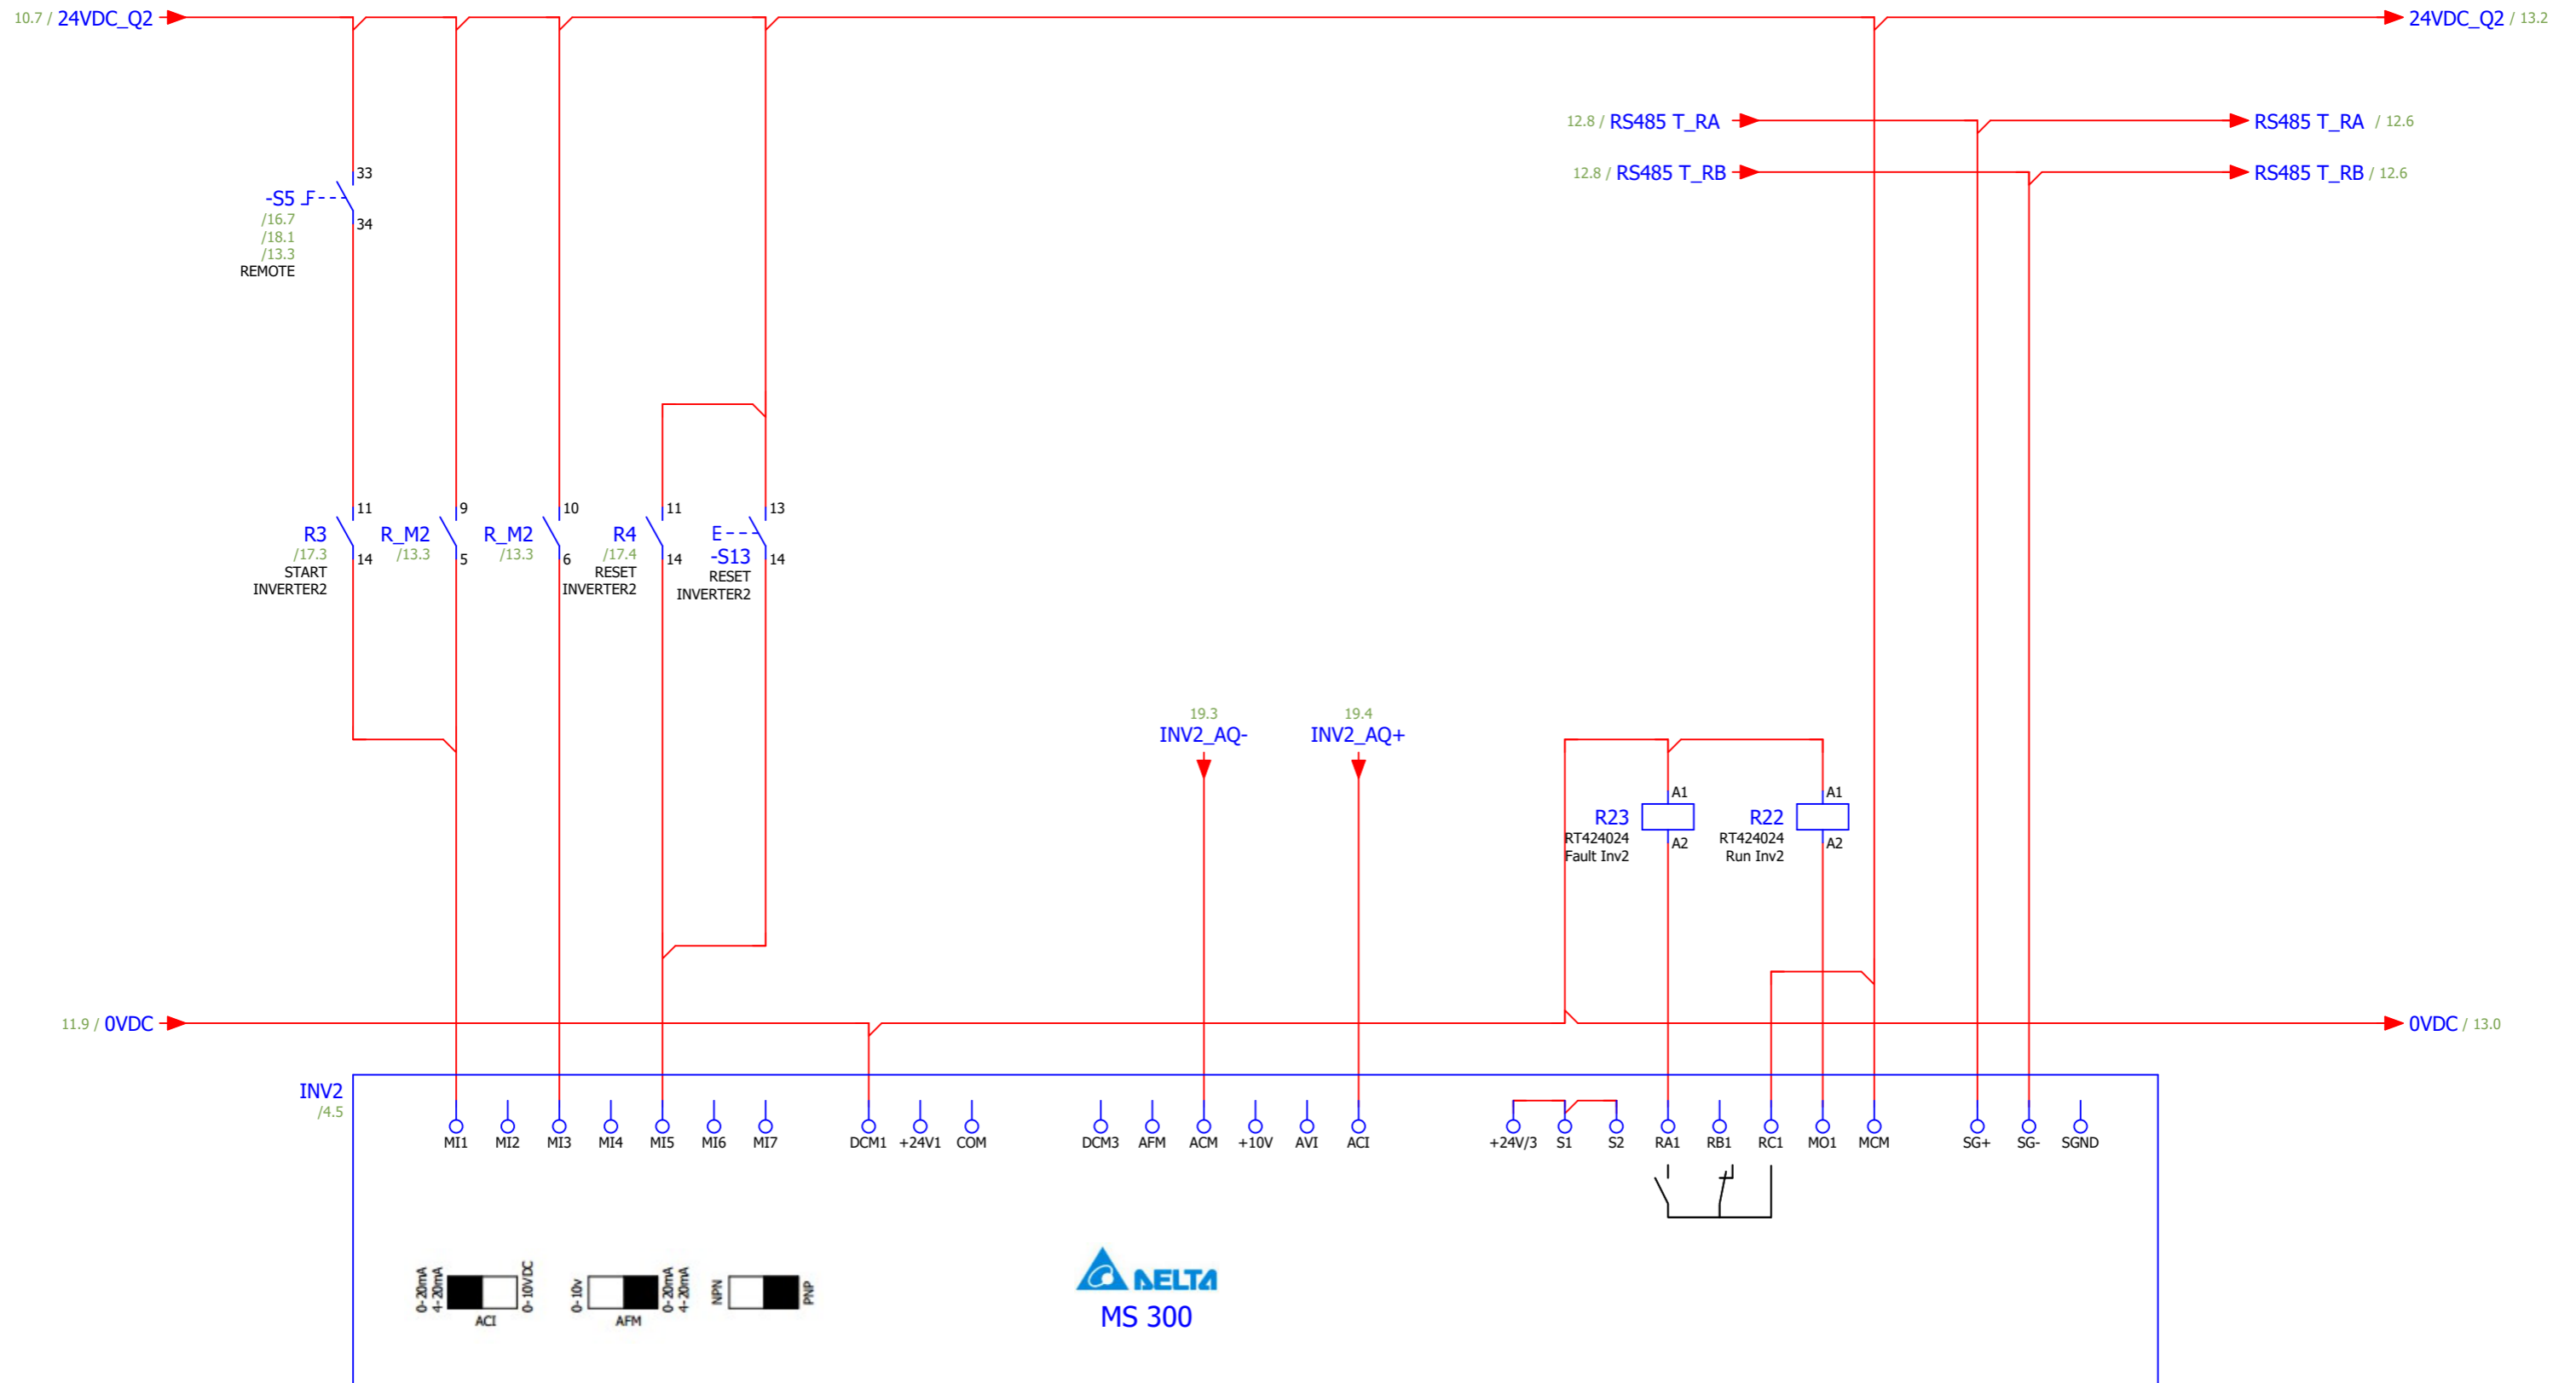 10.7 / 24VDC_Q2
24VDC_Q2 / 13.2
12.8 / RS485 T_RA
RS485 T_RA / 12.6
12.8 / RS485 T_RB
RS485 T_RB / 12.6
33
-S5
34
/16.7
/18.1
/13.3
REMOTE
11
9
10
11
13
R3
R_M2
R_M2
R4
E
/17.3
/13.3
/13.3
/17.4
-S13
14
5
6
14
14
START
INVERTER2
RESET
INVERTER2
RESET
INVERTER2
19.3
INVERTER2_AQ-
19.4
INV2_AQ+
A1
A1
R23
R22
RT424024
Fault Inv2
RT424024
Run Inv2
A2
A2
11.9 / 0VDC
0VDC / 13.0
INV2
/4.5
MI1 MI2 MI3 MI4 MI5 MI6 MI7 DCM1 +24V1 COM DCM3 AFM ACM +10V AVI ACI +24V/3 S1 S2 RA1 RB1 RC1 MO1 MCM SG+ SG- SGND
0-20mA
4-20mA
0-10VDC
ACI
0-10v
0-20mA
4-20mA
AFM
NPN
PNP
DELTA
MS 300